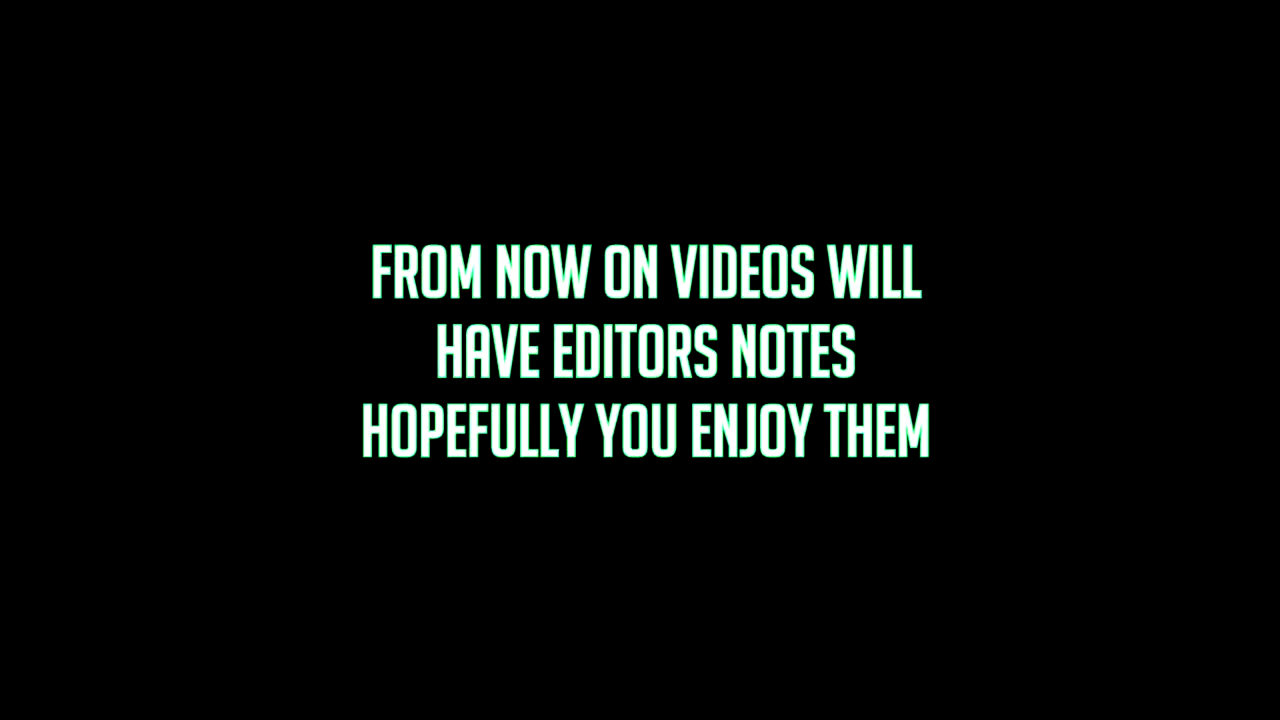 FROM NOW ON VIDEOS WILL
HAVE EDITORS NOTES
HOPEFULLY YOU ENJOY THEM